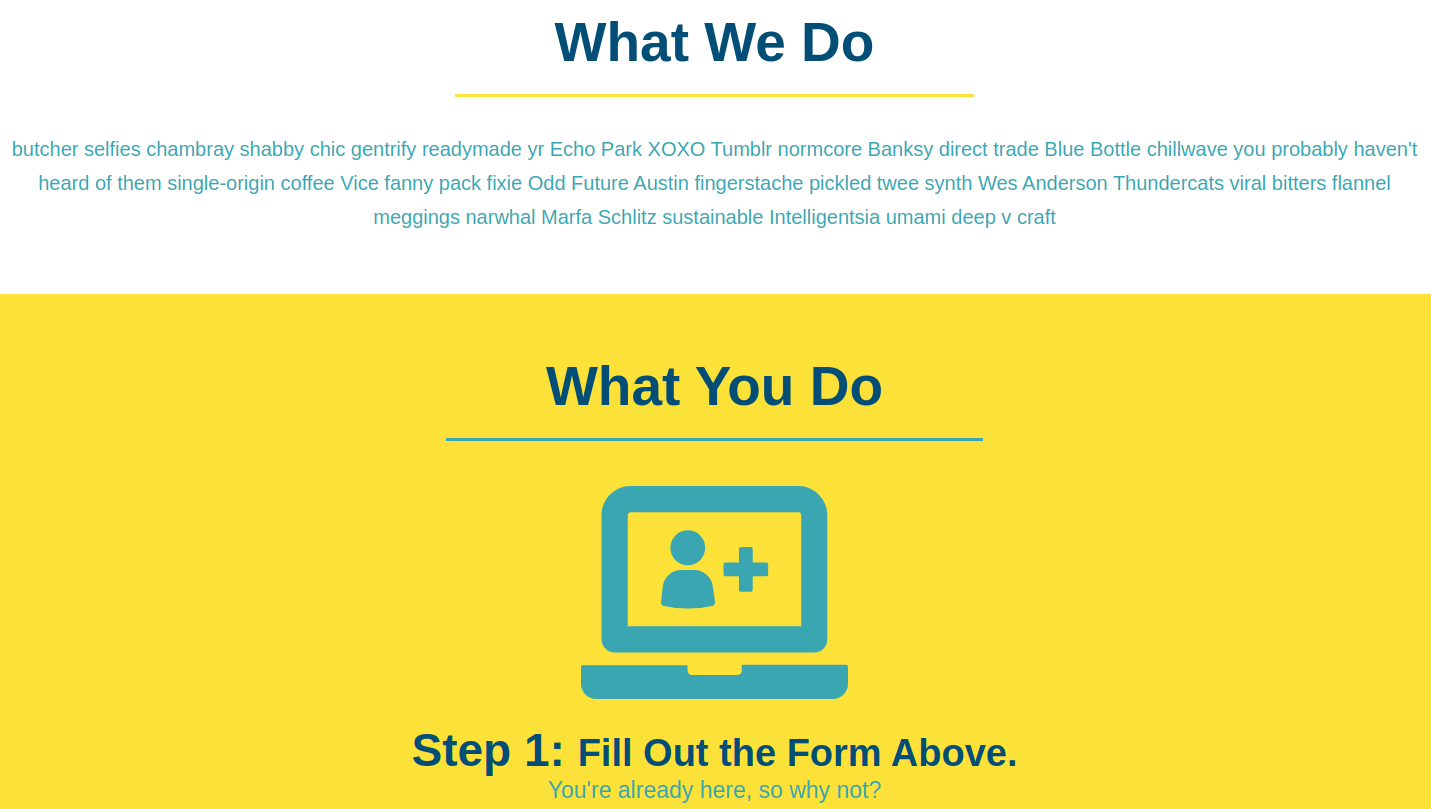 What We Do
butcher selfies chambray shabby chic gentrify readymade yr Echo Park XOXO Tumblr normcore Banksy direct trade Blue Bottle chillwave you probably haven't
heard of them single-origin coffee Vice fanny pack fixie Odd Future Austin fingerstache pickled twee synth Wes Anderson Thundercats viral bitters flannel
meggings narwhal Marfa Schlitz sustainable Intelligentsia umami deep v craft
What You Do
Step 1: Fill Out the Form Above.
You're already here, so why not?